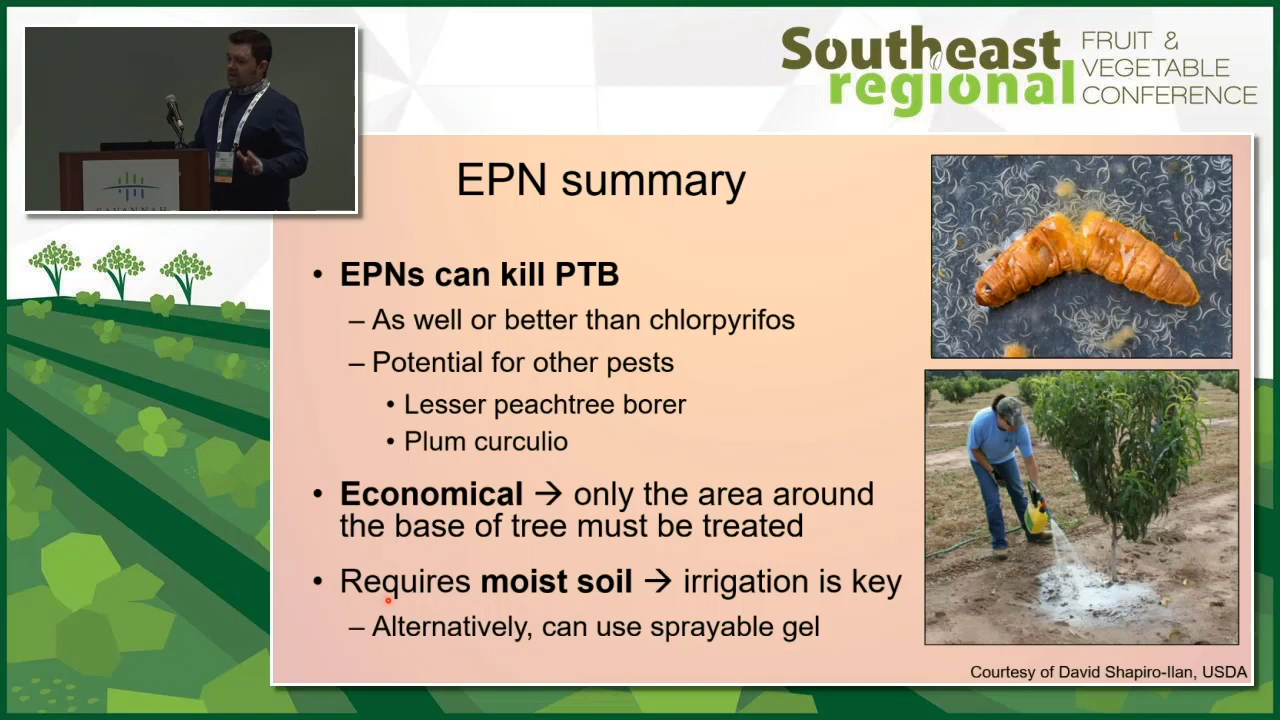 Southeast
regional
FRUIT &
VEGETABLE
CONFERENCE
SAVANNAH
EPN summary
• EPNs can kill PTB
– As well or better than chlorpyrifos
– Potential for other pests
• Lesser peachtree borer
• Plum curculio
• Economical → only the area around
the base of tree must be treated
• Requires moist soil → irrigation is key
– Alternatively, can use sprayable gel
Courtesy of David Shapiro-Ilan, USDA